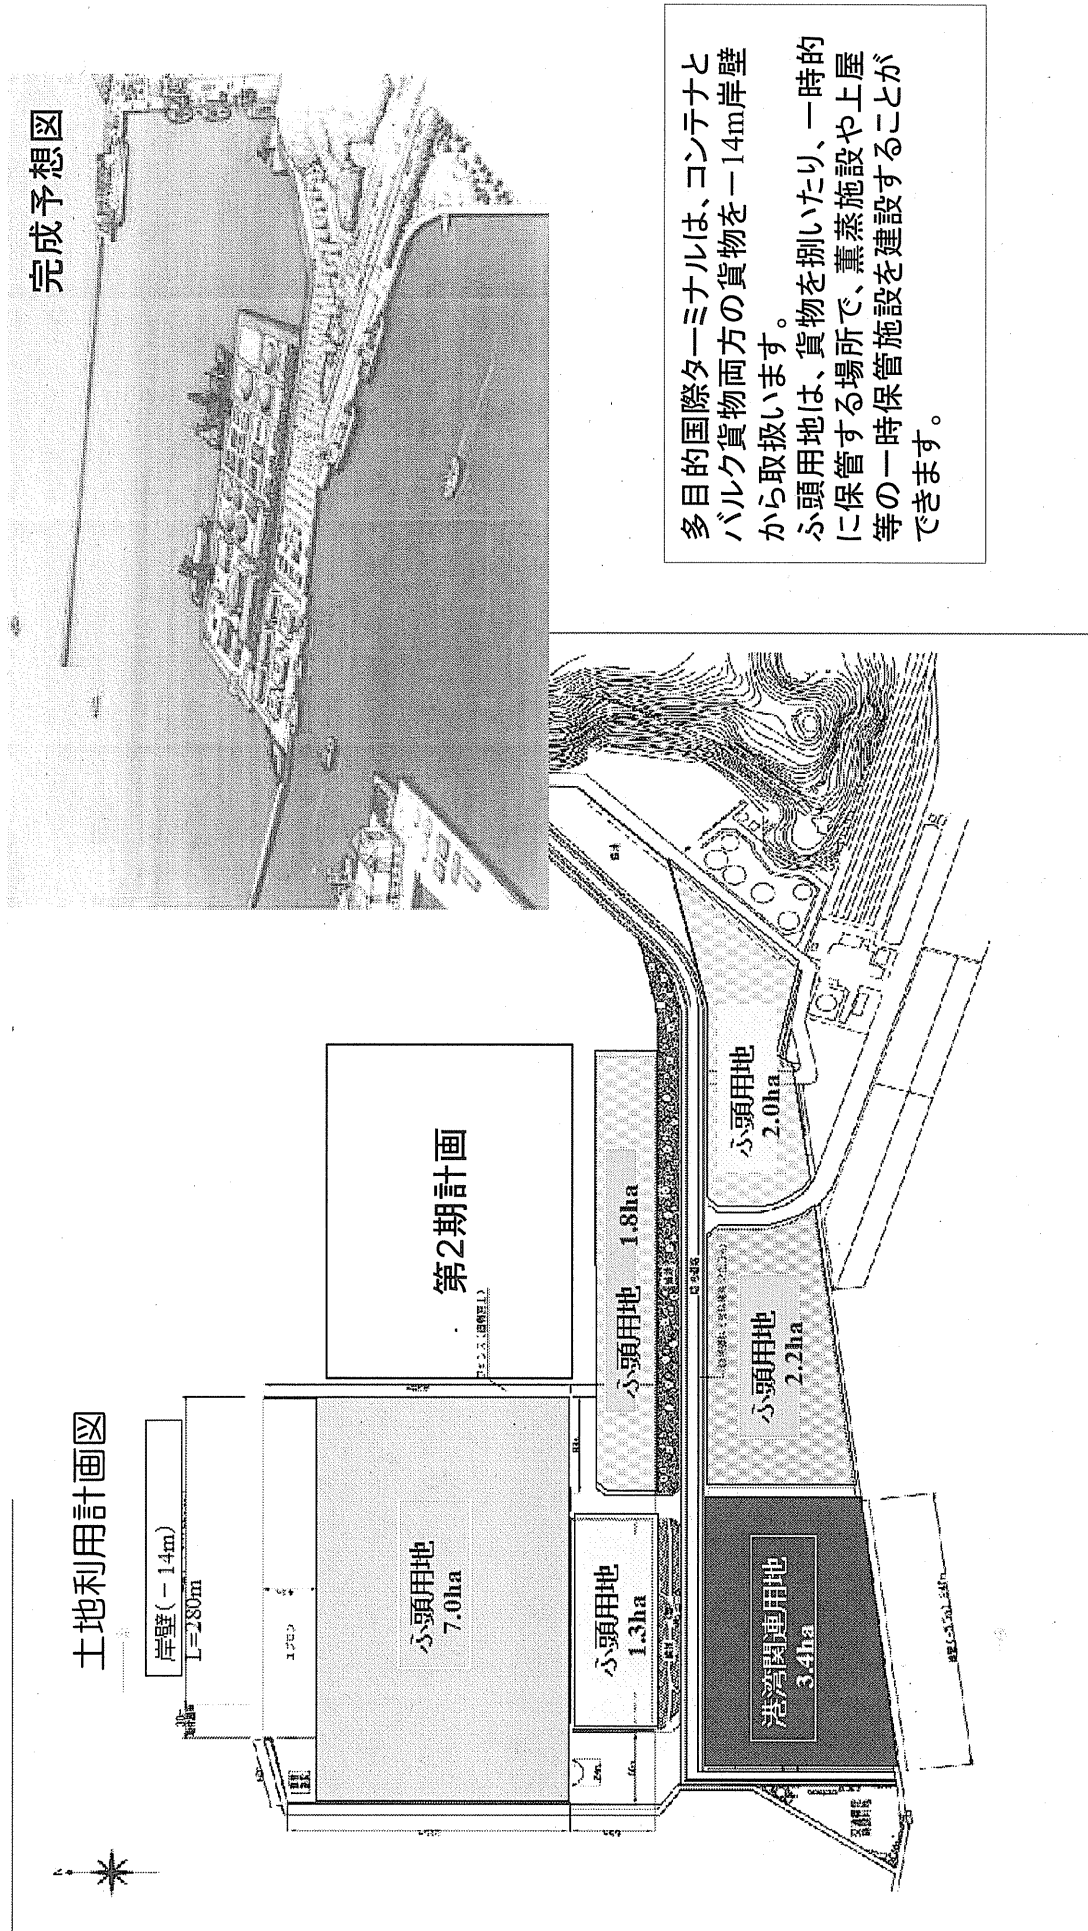 土地利用計画図
岸壁(-14m)
L=280m
エプロン
ふ頭用地
7.0ha
第2期計画
ふ頭用地
1.3ha
ふ頭用地 1.8ha
港湾関連用地
3.4ha
ふ頭用地
2.2ha
ふ頭用地
2.0ha
完成予想図
多目的国際ターミナルは、コンテナと
バルク貨物両方の貨物を-14m岸壁
から取扱います。
ふ頭用地は、貨物を捌いたり、一時的
に保管する場所で、薫蒸施設や上屋
等の一時保管施設を建設することが
できます。